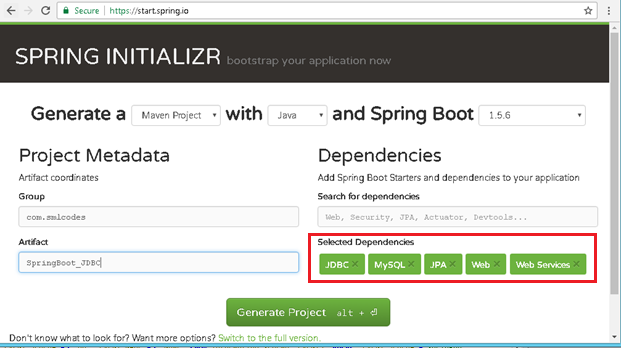 Secure https://start.spring.io
SPRING INITIALIZR bootstrap your application now
Generate a Maven Project with Java and Spring Boot 1.5.6
Project Metadata
Artifact coordinates
Group
com.smlcodes
Artifact
SpringBoot_JDBC
Dependencies
Add Spring Boot Starters and dependencies to your application
Search for dependencies
Web, Security, JPA, Actuator, Devtools...
Selected Dependencies
JDBC × MySQL × JPA × Web × Web Services ×
Generate Project alt + ⏎
Don't know what to look for? Want more options? Switch to the full version.